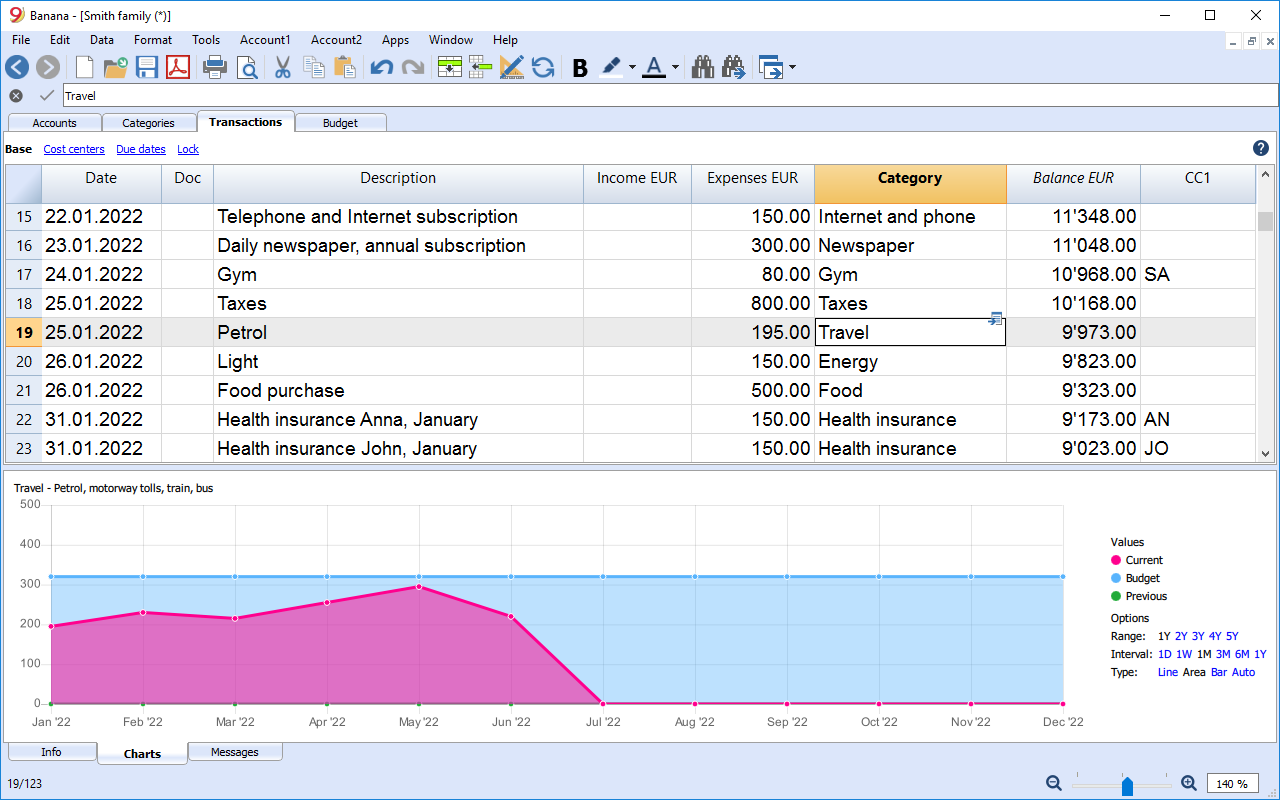 Banana - [Smith family (*)]
File Edit Data Format Tools Account1 Account2 Apps Window Help
B A
Travel
Accounts Categories Transactions Budget
Base Cost centers Due dates Lock ?
Date Doc Description Income EUR Expenses EUR Category Balance EUR CC1
15 22.01.2022 Telephone and Internet subscription 150.00 Internet and phone 11'348.00
16 23.01.2022 Daily newspaper, annual subscription 300.00 Newspaper 11'048.00
17 24.01.2022 Gym 80.00 Gym 10'968.00 SA
18 25.01.2022 Taxes 800.00 Taxes 10'168.00
19 25.01.2022 Petrol 195.00 Travel 9'973.00
20 26.01.2022 Light 150.00 Energy 9'823.00
21 26.01.2022 Food purchase 500.00 Food 9'323.00
22 31.01.2022 Health insurance Anna, January 150.00 Health insurance 9'173.00 AN
23 31.01.2022 Health insurance John, January 150.00 Health insurance 9'023.00 JO
Travel - Petrol, motorway tolls, train, bus
500
400
300
200
100
0
Jan '22 Feb '22 Mar '22 Apr '22 May '22 Jun '22 Jul '22 Aug '22 Sep '22 Oct '22 Nov '22 Dec '22
Values
Current
Budget
Previous
Options
Range: 1Y 2Y 3Y 4Y 5Y
Interval: 1D 1W 1M 3M 6M 1Y
Type: Line Area Bar Auto
Info Charts Messages
19/123 140 %